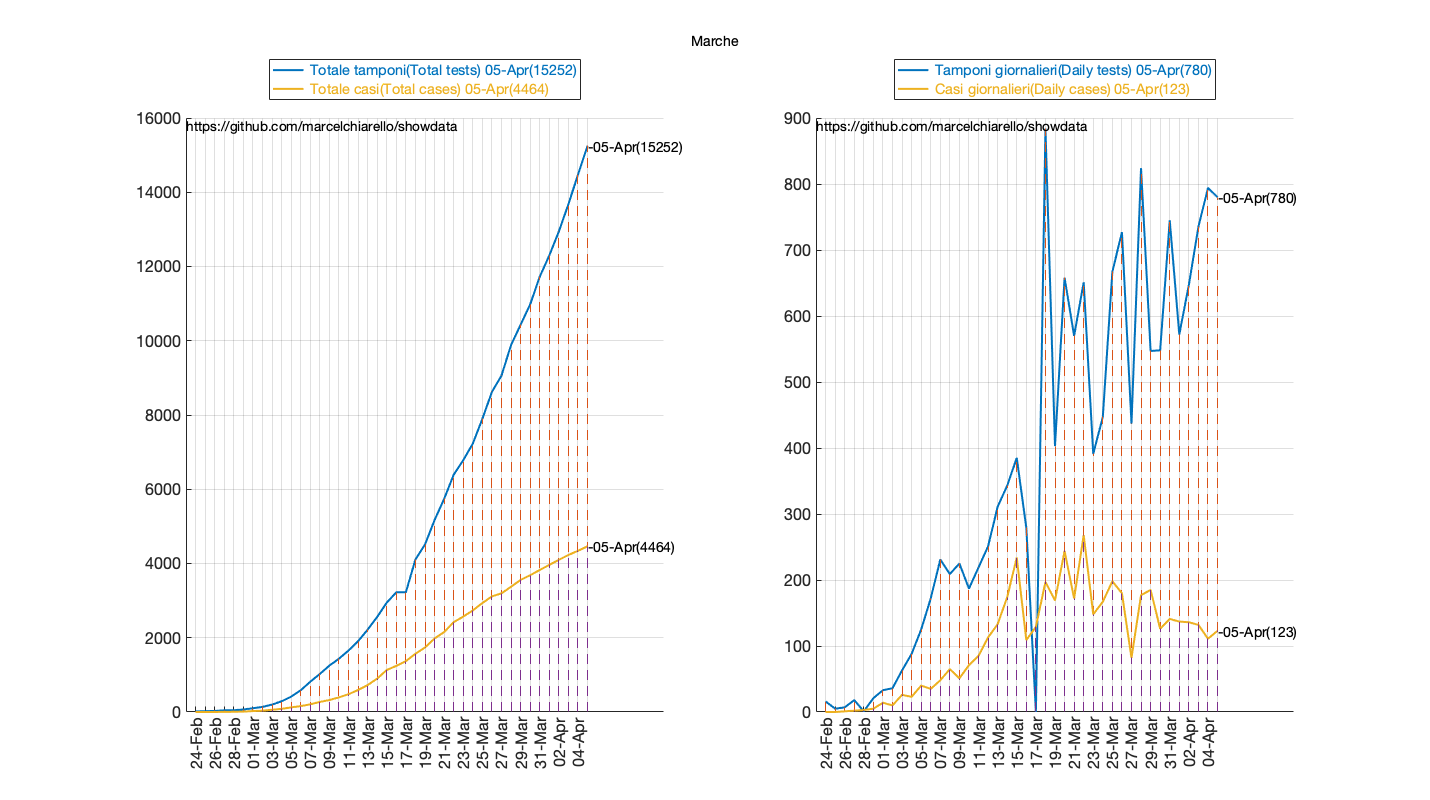 Marche
Totale tamponi(Total tests) 05-Apr(15252)
Totale casi(Total cases) 05-Apr(4464)
https://github.com/marcelchiarello/showdata
16000
14000
12000
10000
8000
6000
4000
2000
0
-05-Apr(15252)
-05-Apr(4464)
24-Feb
26-Feb
28-Feb
01-Mar
03-Mar
05-Mar
07-Mar
09-Mar
11-Mar
13-Mar
15-Mar
17-Mar
19-Mar
21-Mar
23-Mar
25-Mar
27-Mar
29-Mar
31-Mar
02-Apr
04-Apr
Tamponi giornalieri(Daily tests) 05-Apr(780)
Casi giornalieri(Daily cases) 05-Apr(123)
https://github.com/marcelchiarello/showdata
900
800
700
600
500
400
300
200
100
0
-05-Apr(780)
-05-Apr(123)
24-Feb
26-Feb
28-Feb
01-Mar
03-Mar
05-Mar
07-Mar
09-Mar
11-Mar
13-Mar
15-Mar
17-Mar
19-Mar
21-Mar
23-Mar
25-Mar
27-Mar
29-Mar
31-Mar
02-Apr
04-Apr